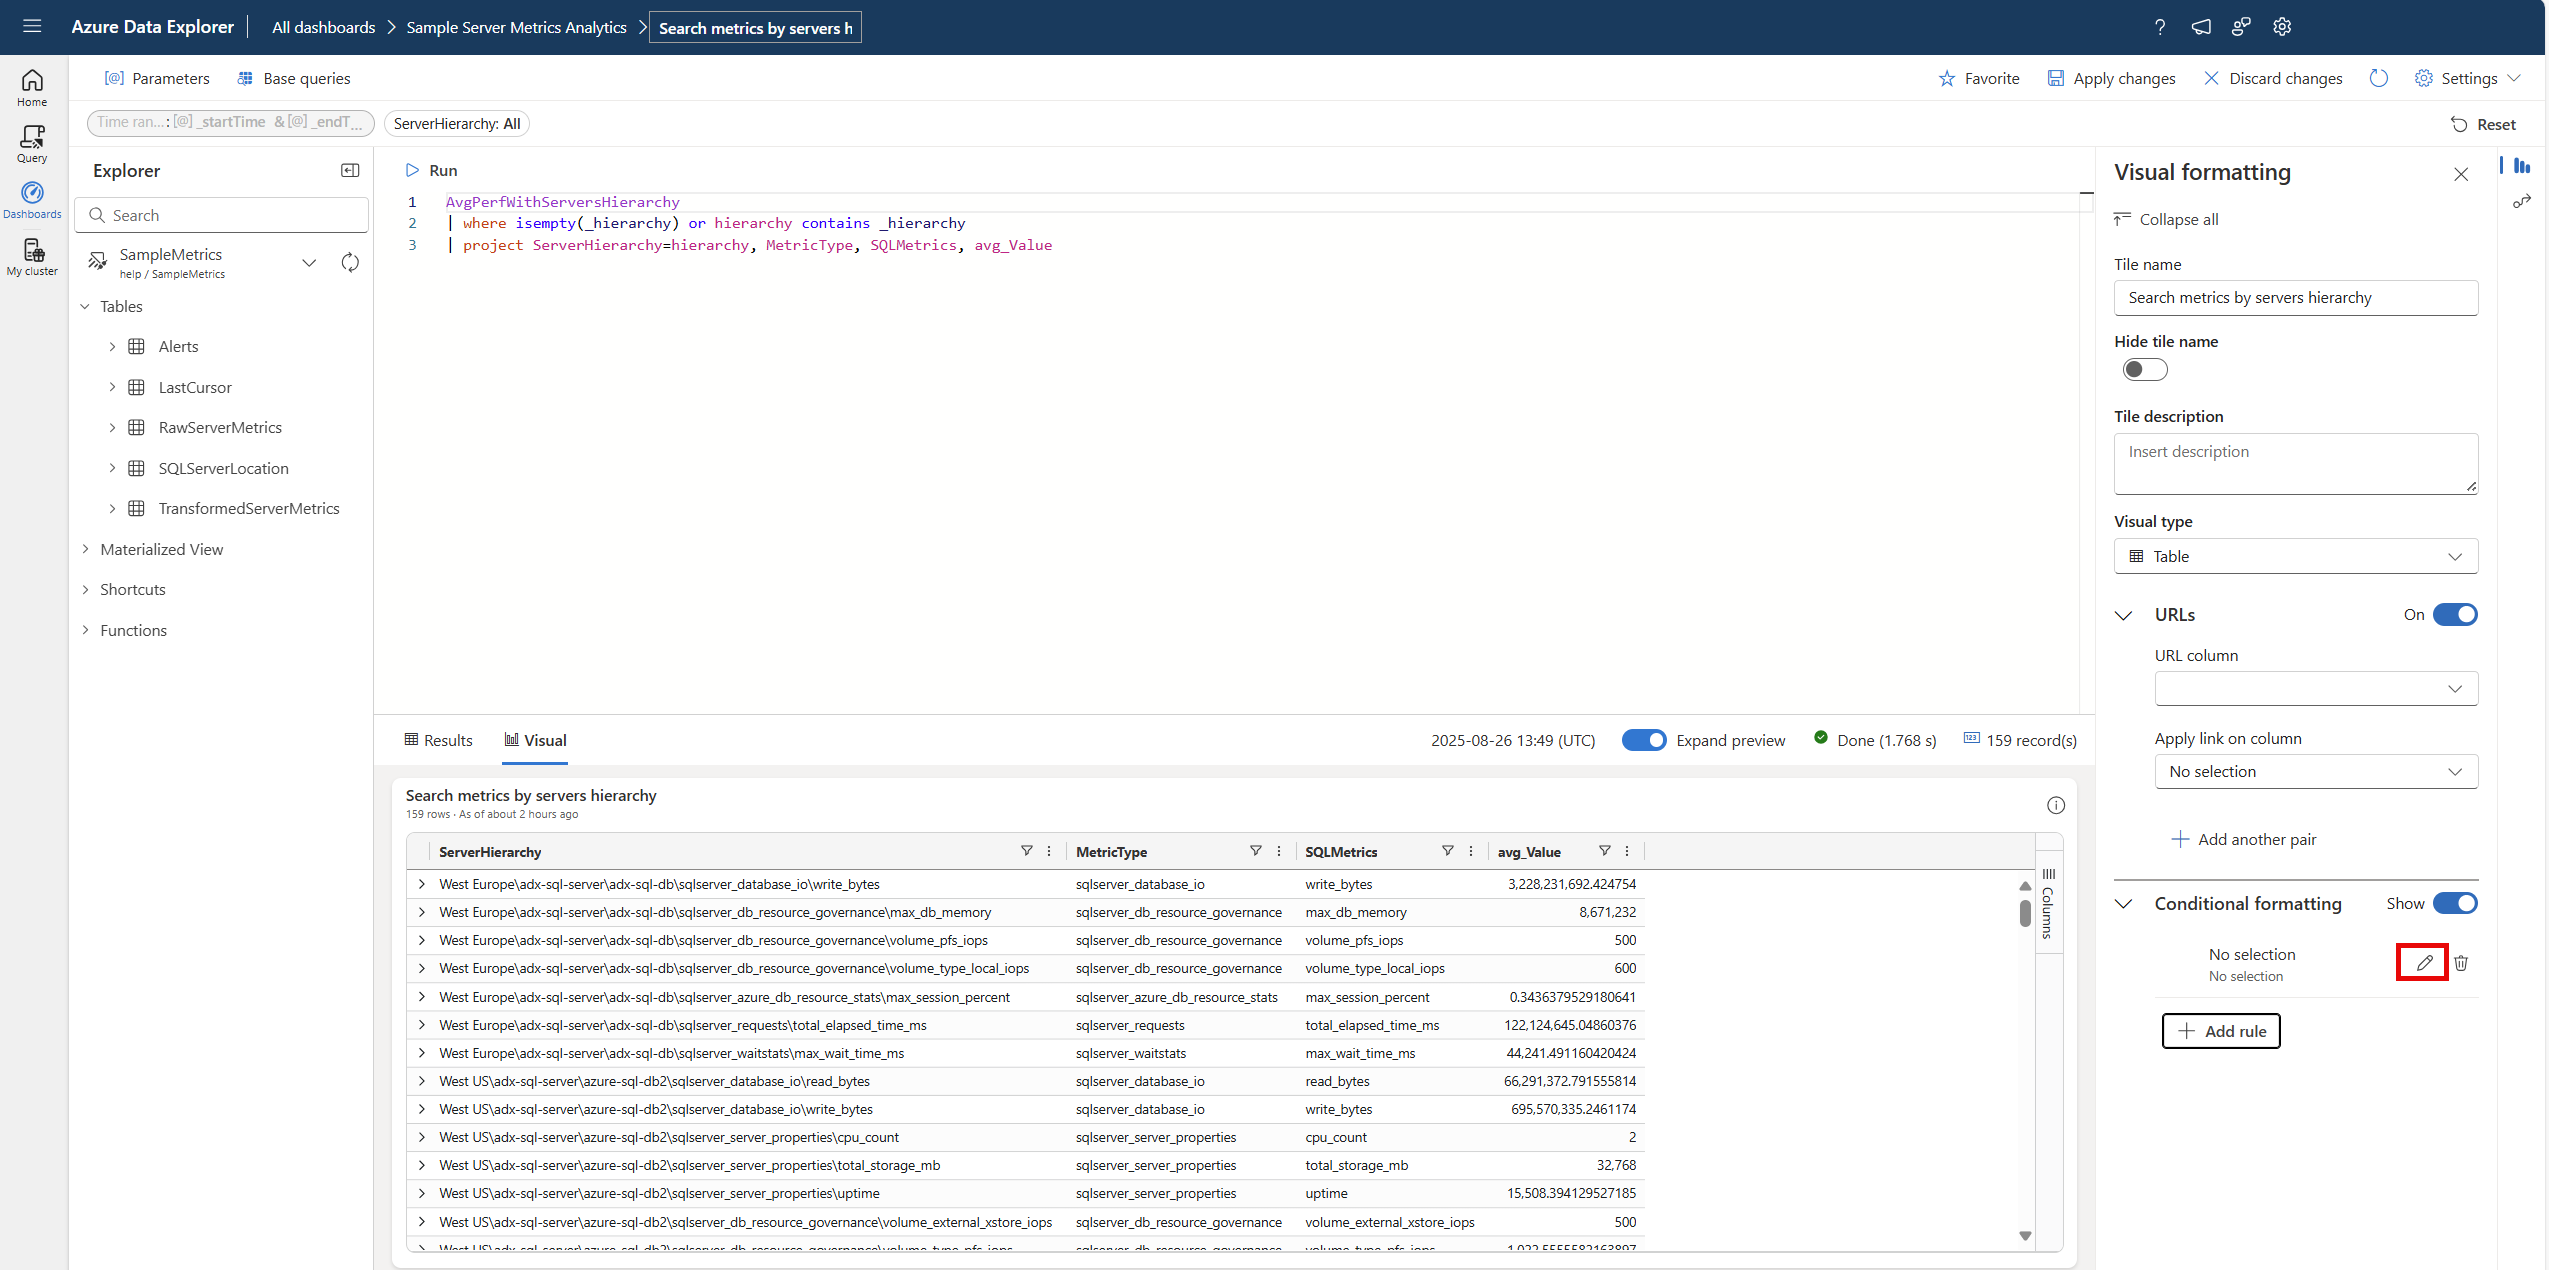 Azure Data Explorer
All dashboards
Sample Server Metrics Analytics
Search metrics by servers h
Home
Query
Dashboards
My cluster
[@] Parameters
Base queries
Favorite
Apply changes
Discard changes
Settings
Time ran...: [@] _startTime & [@] _endT...
ServerHierarchy: All
Reset
Explorer
Search
SampleMetrics
help / SampleMetrics
Tables
Alerts
LastCursor
RawServerMetrics
SQLServerLocation
TransformedServerMetrics
Materialized View
Shortcuts
Functions
Run
1 AvgPerfWithServersHierarchy
2 | where isempty(_hierarchy) or hierarchy contains _hierarchy
3 | project ServerHierarchy=hierarchy, MetricType, SQLMetrics, avg_Value
Results
Visual
2025-08-26 13:49 (UTC)
Expand preview
Done (1.768 s)
159 record(s)
Search metrics by servers hierarchy
159 rows · As of about 2 hours ago
ServerHierarchy MetricType SQLMetrics avg_Value
West Europe\adx-sql-server\adx-sql-db\sqlserver_database_io\write_bytes sqlserver_database_io write_bytes 3,228,231,692.424754
West Europe\adx-sql-server\adx-sql-db\sqlserver_db_resource_governance\max_db_memory sqlserver_db_resource_governance max_db_memory 8,671,232
West Europe\adx-sql-server\adx-sql-db\sqlserver_db_resource_governance\volume_pfs_iops sqlserver_db_resource_governance volume_pfs_iops 500
West Europe\adx-sql-server\adx-sql-db\sqlserver_db_resource_governance\volume_type_local_iops sqlserver_db_resource_governance volume_type_local_iops 600
West Europe\adx-sql-server\adx-sql-db\sqlserver_azure_db_resource_stats\max_session_percent sqlserver_azure_db_resource_stats max_session_percent 0.3436379529180641
West Europe\adx-sql-server\adx-sql-db\sqlserver_requests\total_elapsed_time_ms sqlserver_requests total_elapsed_time_ms 122,124,645.04860376
West Europe\adx-sql-server\adx-sql-db\sqlserver_waitstats\max_wait_time_ms sqlserver_waitstats max_wait_time_ms 44,241.491160420424
West US\adx-sql-server\azure-sql-db2\sqlserver_database_io\read_bytes sqlserver_database_io read_bytes 66,291,372.791555814
West US\adx-sql-server\azure-sql-db2\sqlserver_database_io\write_bytes sqlserver_database_io write_bytes 695,570,335.2461174
West US\adx-sql-server\azure-sql-db2\sqlserver_server_properties\cpu_count sqlserver_server_properties cpu_count 2
West US\adx-sql-server\azure-sql-db2\sqlserver_server_properties\total_storage_mb sqlserver_server_properties total_storage_mb 32,768
West US\adx-sql-server\azure-sql-db2\sqlserver_server_properties\uptime sqlserver_server_properties uptime 15,508.394129527185
West US\adx-sql-server\azure-sql-db2\sqlserver_db_resource_governance\volume_external_xstore_iops sqlserver_db_resource_governance volume_external_xstore_iops 500
West US\adx-sql-server\azure-sql-db2\sqlserver_db_resource_governance\volume_type_pfs_iops sqlserver_db_resource_governance volume_type_pfs_iops 1,022.5555582163897
Columns
Visual formatting
Collapse all
Tile name
Search metrics by servers hierarchy
Hide tile name
Tile description
Insert description
Visual type
Table
URLs
On
URL column
Apply link on column
No selection
Add another pair
Conditional formatting
Show
No selection
No selection
Add rule